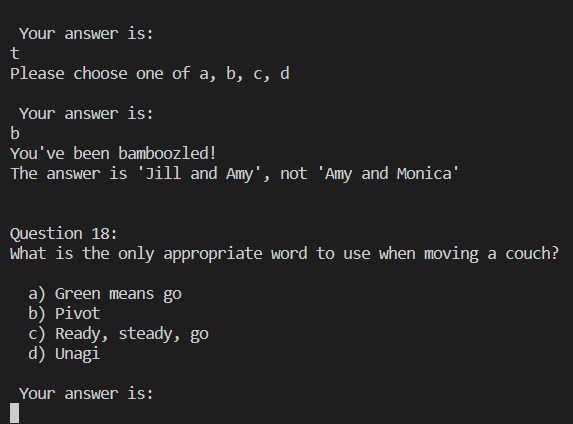 Your answer is:
t
Please choose one of a, b, c, d
Your answer is:
b
You've been bamboozled!
The answer is 'Jill and Amy', not 'Amy and Monica'
Question 18:
What is the only appropriate word to use when moving a couch?
a) Green means go
b) Pivot
c) Ready, steady, go
d) Unagi
Your answer is: